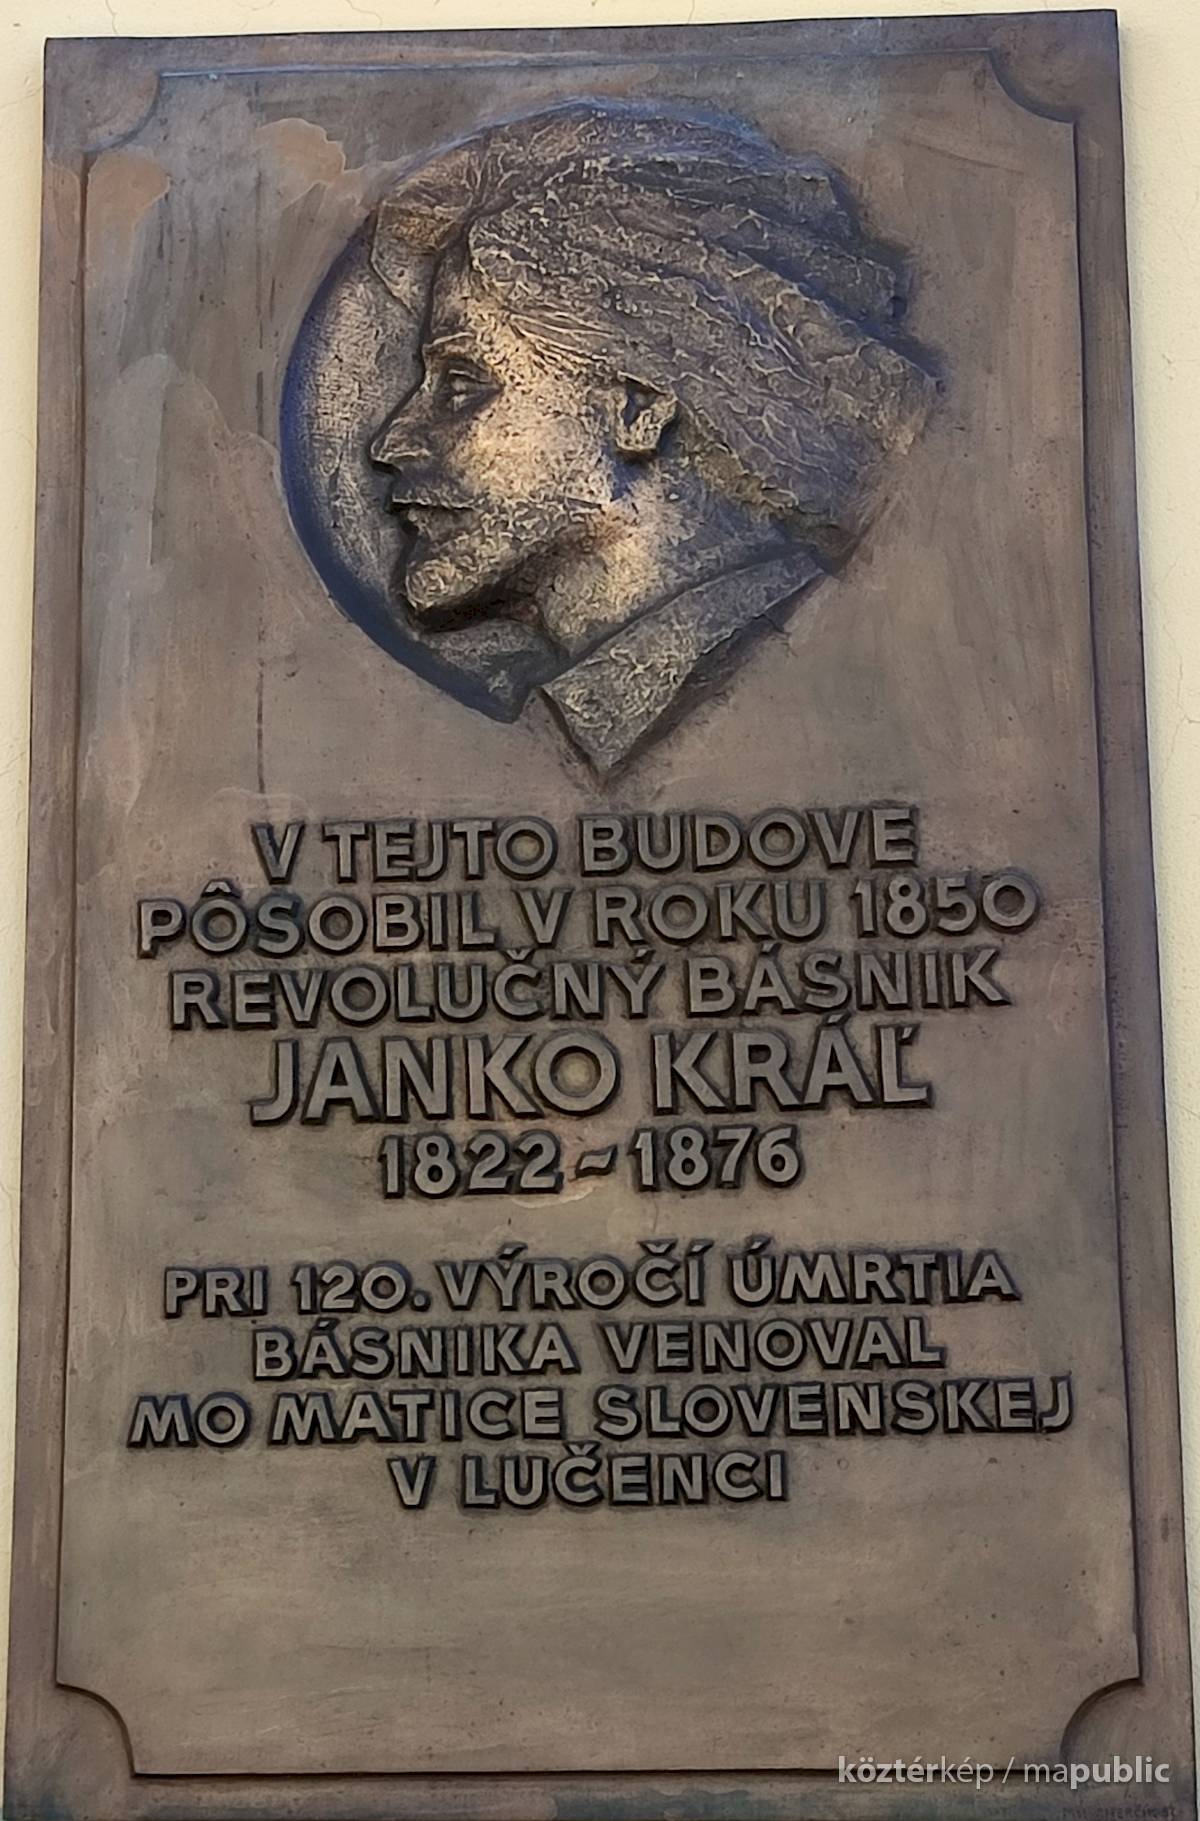 V TEJTO BUDOVE
PÔSOBIL V ROKU 1850
REVOLUČNÝ BÁSNIK
JANKO KRÁĽ
1822 - 1876
PRI 120. VÝROČÍ ÚMRTIA
BÁSNIKA VENOVAL
MO MATICE SLOVENSKEJ
V LUČENCI
köztérkép / mapublic